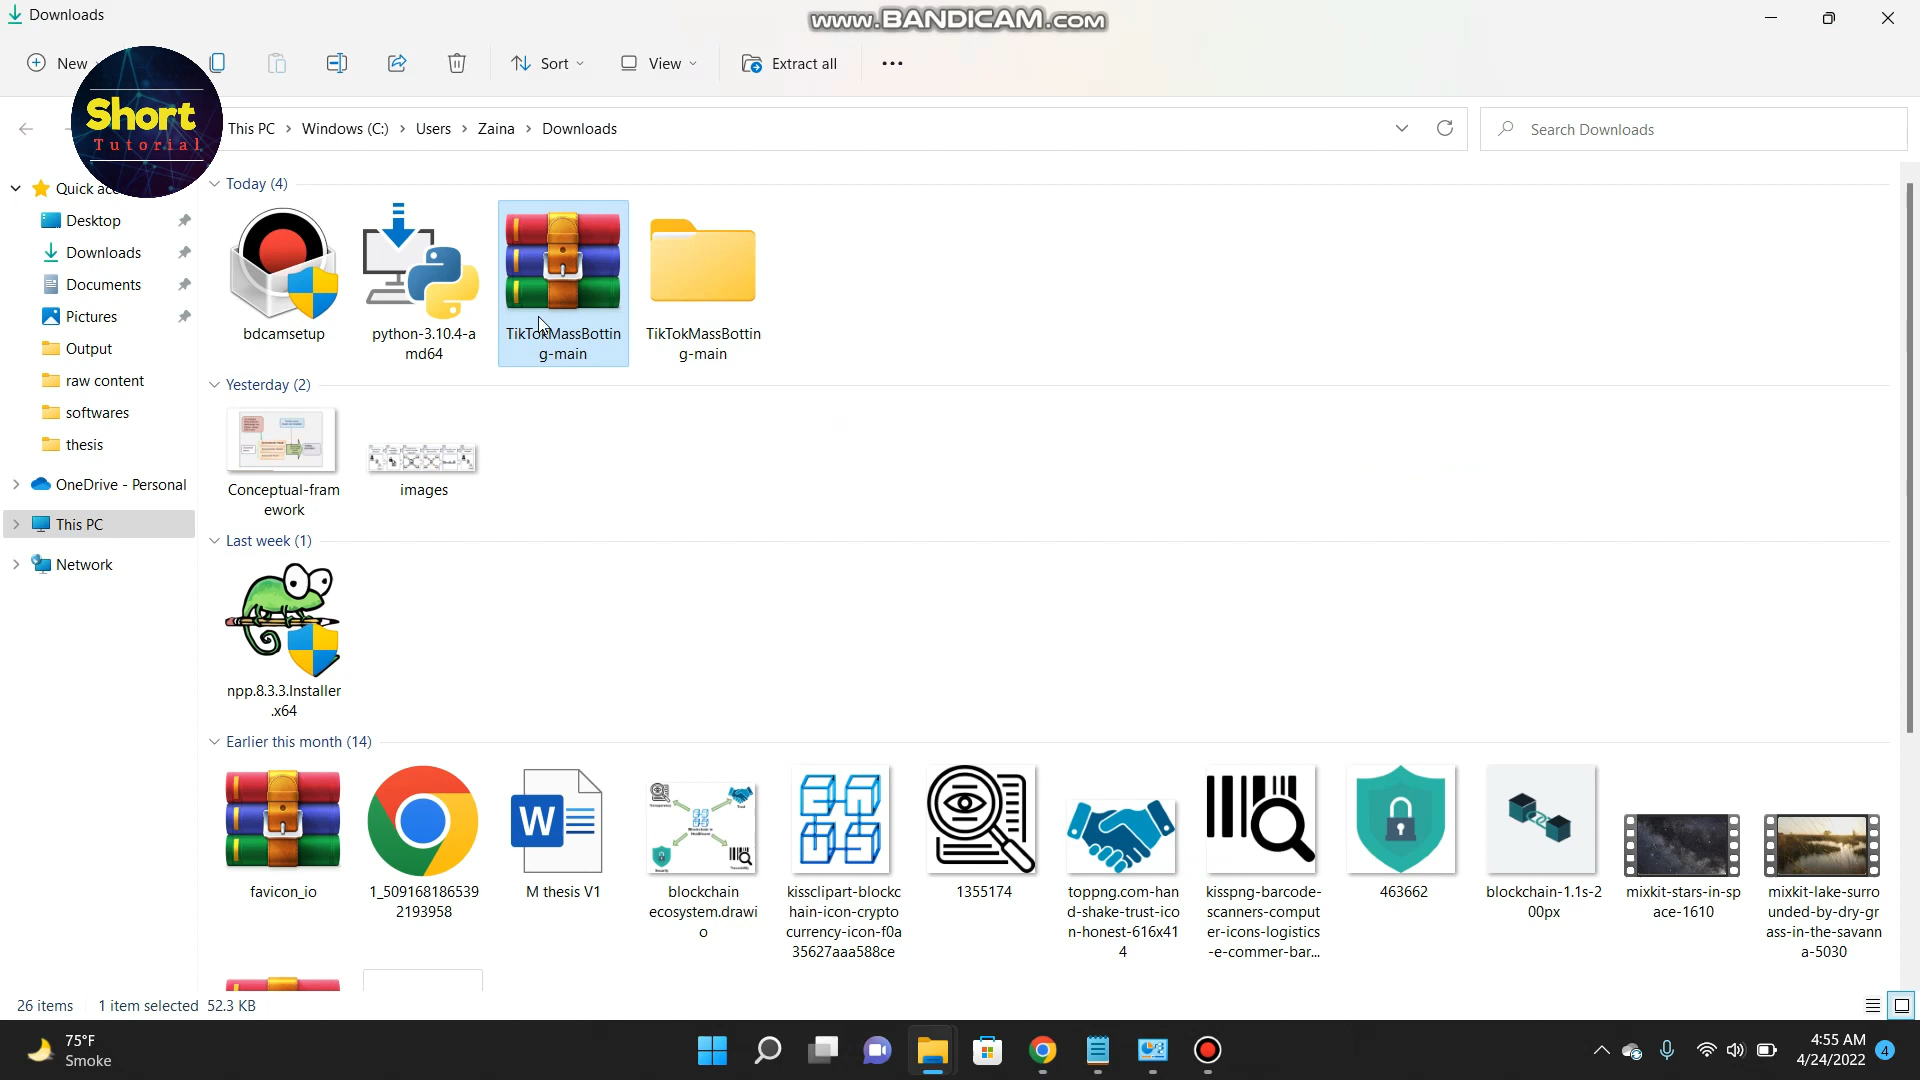 Downloads
www.BANDICAM.com
New
Sort
View
Extract all
Short
Tutorial
This PC
Windows (C:)
Users
Zaina
Downloads
Search Downloads
Quick acc
Desktop
Downloads
Documents
Pictures
Output
raw content
softwares
thesis
OneDrive - Personal
This PC
Network
Today (4)
bdcamsetup
python-3.10.4-a
md64
TikTokMassBottin
g-main
TikTokMassBottin
g-main
Yesterday (2)
Conceptual-fram
ework
images
Last week (1)
npp.8.3.3.Installer
.x64
Earlier this month (14)
favicon_io
1_509168186539
2193958
M thesis V1
blockchain
ecosystem.drawi
o
kissclipart-blockc
hain-icon-crypto
currency-icon-f0a
35627aaa588ce
1355174
toppng.com-han
d-shake-trust-ico
n-honest-616x41
4
kisspng-barcode-
scanners-comput
er-icons-logistics
-e-commer-bar...
463662
blockchain-1.1s-2
00px
mixkit-stars-in-sp
ace-1610
mixkit-lake-surro
unded-by-dry-gr
ass-in-the-savann
a-5030
26 items
1 item selected 52.3 KB
75°F
Smoke
4:55 AM
4/24/2022
4